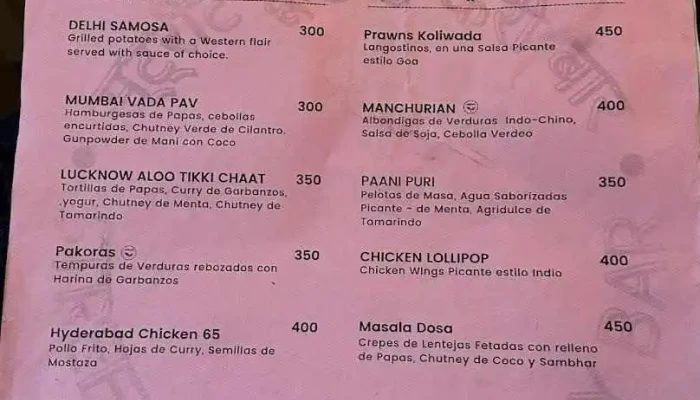 DELHI SAMOSA 300
Grilled potatoes with a Western flair
served with sauce of choice.
MUMBAI VADA PAV 300
Hamburgesas de Papas, cebollas
encurtidas, Chutney Verde de Cilantro.
Gunpowder de Mani con Coco
LUCKNOW ALOO TIKKI CHAAT 350
Tortillas de Papas, Curry de Garbanzos,
,yogur, Chutney de Menta, Chutney de
Tamarindo
Pakoras 350
Tempuras de Verduras rebozados con
Harina de Garbanzos
Hyderabad Chicken 65 400
Pollo Frito, Hojas de Curry, Semillas de
Mostaza
Prawns Koliwada 450
Langostinos, en una Salsa Picante
estilo Goa
MANCHURIAN 400
Albondigas de Verduras Indo-Chino,
Salsa de Soja, Cebolla Verdeo
PAANI PURI 350
Pelotas de Masa, Agua Saborizadas
Picante - de Menta, Agridulce de
Tamarindo
CHICKEN LOLLIPOP 400
Chicken Wings Picante estilo Indio
Masala Dosa 450
Crepes de Lentejas Fetadas con relleno
de Papas, Chutney de Coco y Sambhar
BAR